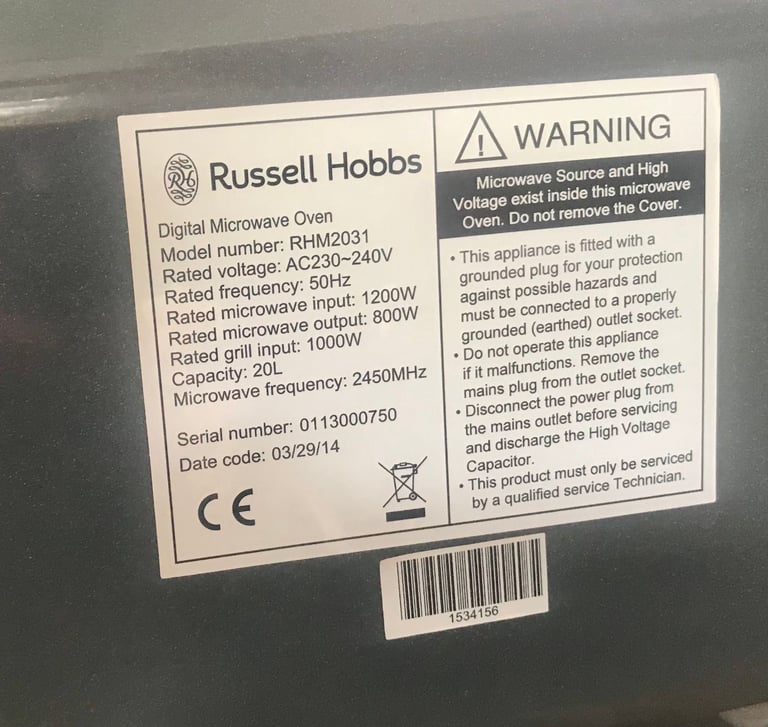 RH
Russell Hobbs
Digital Microwave Oven
Model number: RHM2031
Rated voltage: AC230~240V
Rated frequency: 50Hz
Rated microwave input: 1200W
Rated microwave output: 800W
Rated grill input: 1000W
Capacity: 20L
Microwave frequency: 2450MHz
Serial number: 0113000750
Date code: 03/29/14
CE
! WARNING
Microwave Source and High
Voltage exist inside this microwave
Oven. Do not remove the Cover.
• This appliance is fitted with a
grounded plug for your protection
against possible hazards and
must be connected to a properly
grounded (earthed) outlet socket.
• Do not operate this appliance
if it malfunctions. Remove the
mains plug from the outlet socket.
• Disconnect the power plug from
the mains outlet before servicing
and discharge the High Voltage
Capacitor.
• This product must only be serviced
by a qualified service Technician.
1534156